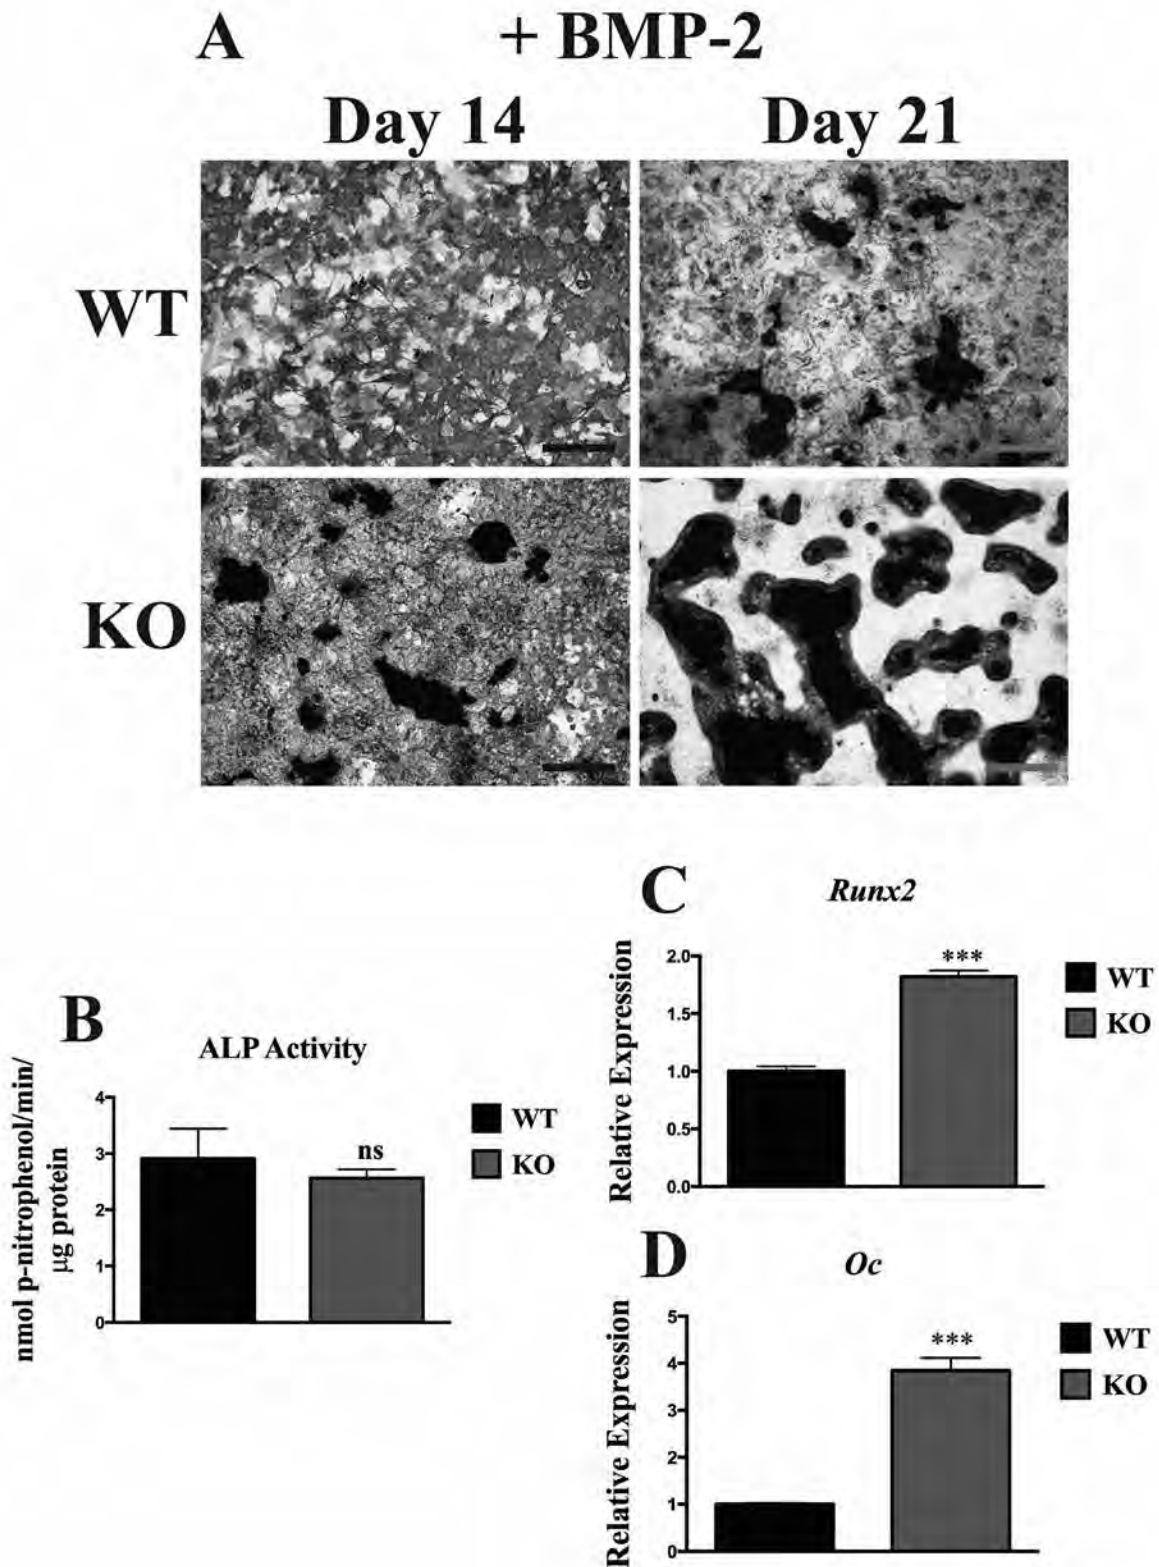 A + BMP-2
Day 14 Day 21
WT
KO
C Runx2
Relative Expression
2.0
1.5
1.0
0.5
0.0
***
WT
KO
B ALP Activity
nmol p-nitrophenol/min/
µg protein
4
3
2
1
0
ns
WT
KO
D Oc
Relative Expression
5
4
3
2
1
0
***
WT
KO